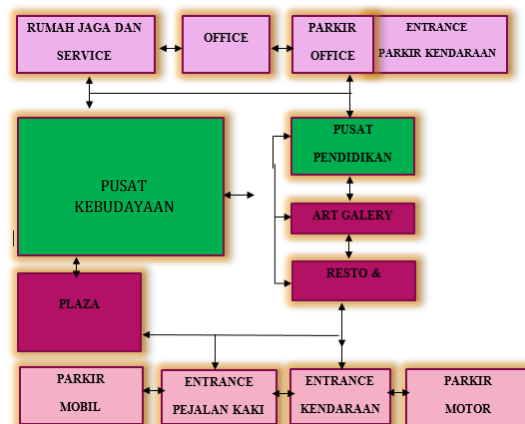 RUMAH JAGA DAN
SERVICE
OFFICE
PARKIR
OFFICE
ENTRANCE
PARKIR KENDARAAN
PUSAT
KEBUDAYAAN
PUSAT
PENDIDIKAN
ART GALERY
RESTO &
PLAZA
PARKIR
MOBIL
ENTRANCE
PEJALAN KAKI
ENTRANCE
KENDARAAN
PARKIR
MOTOR